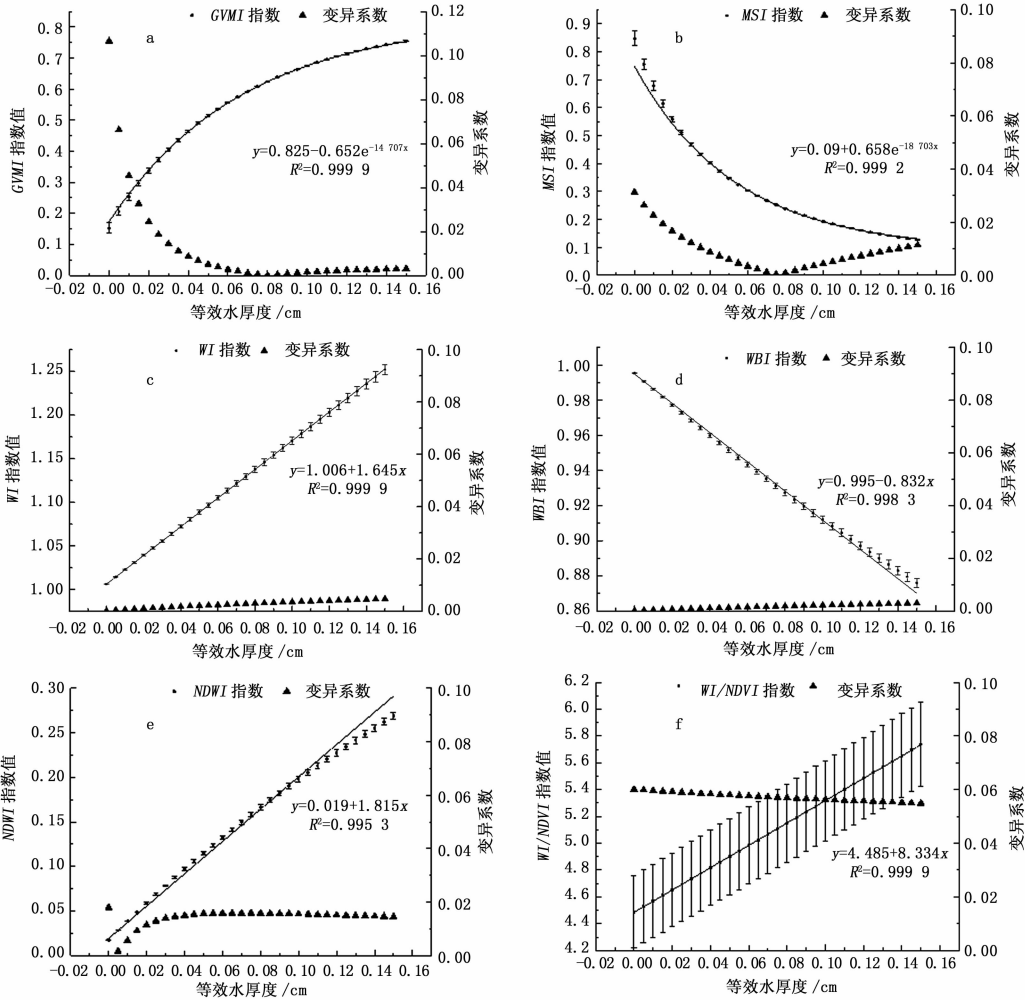 GVMI 指数 ▲ 变异系数
a
GVMI 指数值
0.8
0.7
0.6
0.5
0.4
0.3
0.2
0.1
0.0
y=0.825-0.652e-14 707x
R2=0.999 9
0.12
0.10
0.08
0.06
0.04
0.02
0.00
变异系数
-0.02 0.00 0.02 0.04 0.06 0.08 0.10 0.12 0.14 0.16
等效水厚度/cm
MSI 指数 ▲ 变异系数
b
MSI 指数值
0.9
0.8
0.7
0.6
0.5
0.4
0.3
0.2
0.1
0.0
y=0.09+0.658e-18 703x
R2=0.999 2
0.10
0.08
0.06
0.04
0.02
0.00
变异系数
-0.02 0.00 0.02 0.04 0.06 0.08 0.10 0.12 0.14 0.16
等效水厚度/cm
WI 指数 ▲ 变异系数
c
WI 指数值
1.25
1.20
1.15
1.10
1.05
1.00
y=1.006+1.645x
R2=0.999 9
0.10
0.08
0.06
0.04
0.02
0.00
变异系数
-0.02 0.00 0.02 0.04 0.06 0.08 0.10 0.12 0.14 0.16
等效水厚度/cm
WBI 指数 ▲ 变异系数
d
WBI 指数值
1.00
0.98
0.96
0.94
0.92
0.90
0.88
0.86
y=0.995-0.832x
R2=0.998 3
0.10
0.08
0.06
0.04
0.02
0.00
变异系数
-0.02 0.00 0.02 0.04 0.06 0.08 0.10 0.12 0.14 0.16
等效水厚度/cm
NDWI 指数 ▲ 变异系数
e
NDWI 指数值
0.30
0.25
0.20
0.15
0.10
0.05
0.00
y=0.019+1.815x
R2=0.995 3
0.10
0.08
0.06
0.04
0.02
0.00
变异系数
-0.02 0.00 0.02 0.04 0.06 0.08 0.10 0.12 0.14 0.16
等效水厚度/cm
WI/NDVI 指数 ▲ 变异系数
f
WI/NDVI 指数值
6.2
6.0
5.8
5.6
5.4
5.2
5.0
4.8
4.6
4.4
4.2
y=4.485+8.334x
R2=0.999 9
0.10
0.08
0.06
0.04
0.02
0.00
变异系数
-0.02 0.00 0.02 0.04 0.06 0.08 0.10 0.12 0.14 0.16
等效水厚度/cm